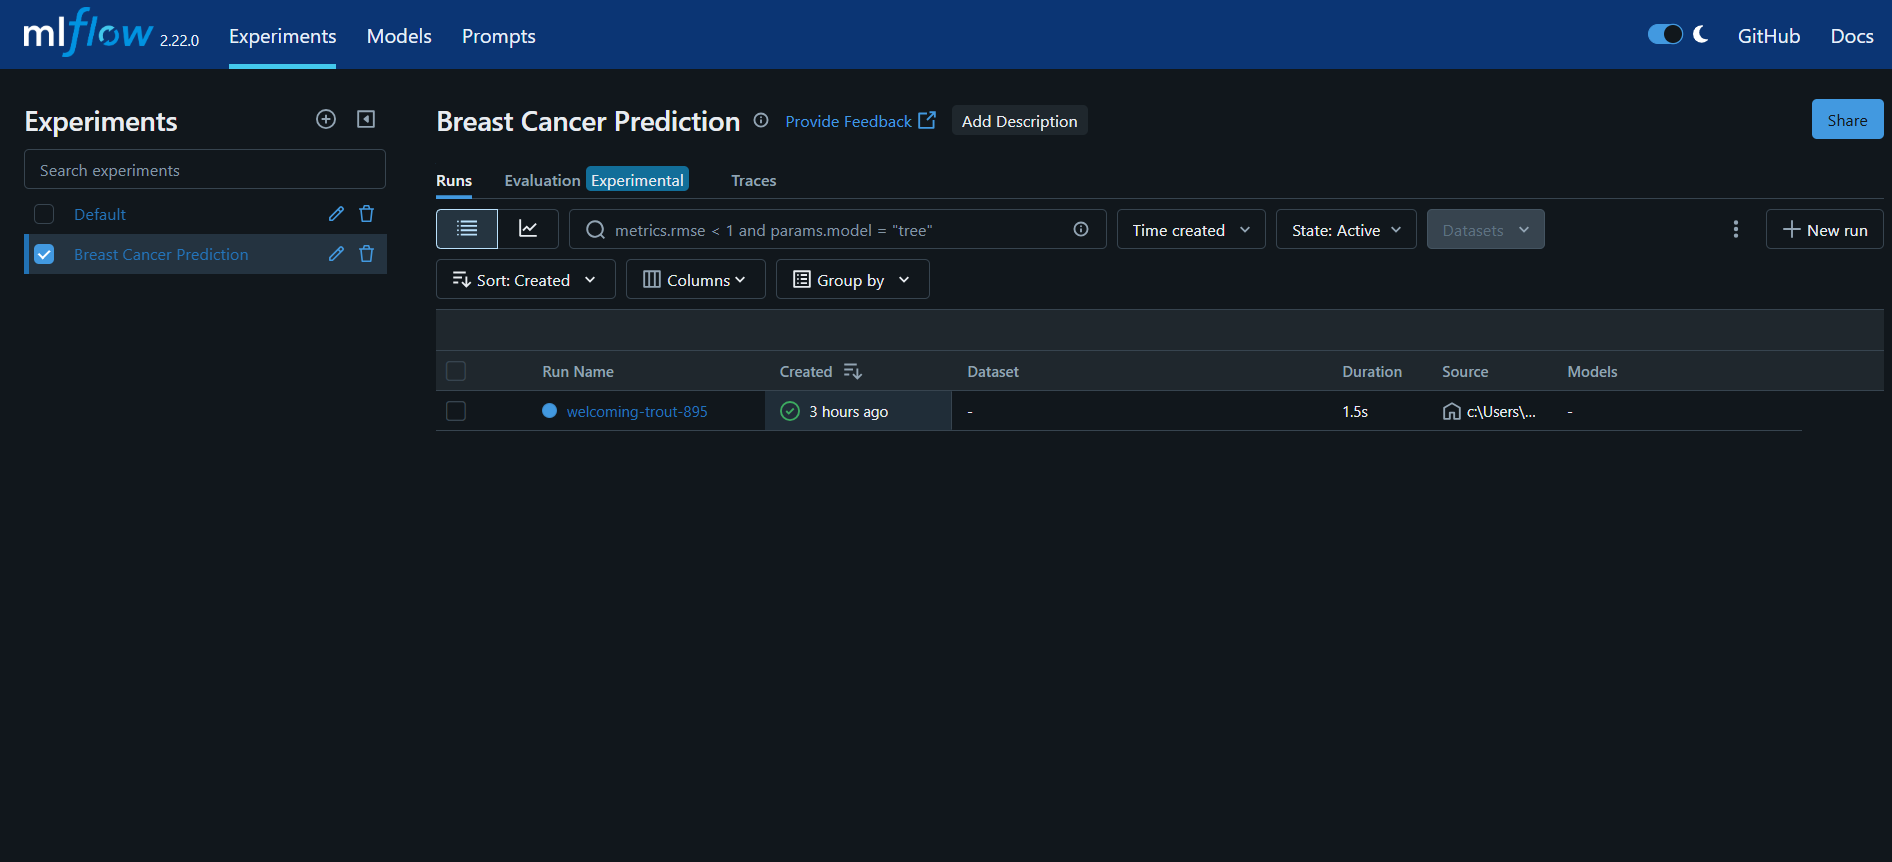 mlflow 2.22.0 Experiments Models Prompts GitHub Docs
Experiments
Search experiments
Default
Breast Cancer Prediction
Breast Cancer Prediction Provide Feedback Add Description Share
Runs Evaluation Experimental Traces
metrics.rmse < 1 and params.model = "tree" Time created State: Active Datasets New run
Sort: Created Columns Group by
Run Name Created Dataset Duration Source Models
welcoming-trout-895 3 hours ago - 1.5s c:\Users\... -